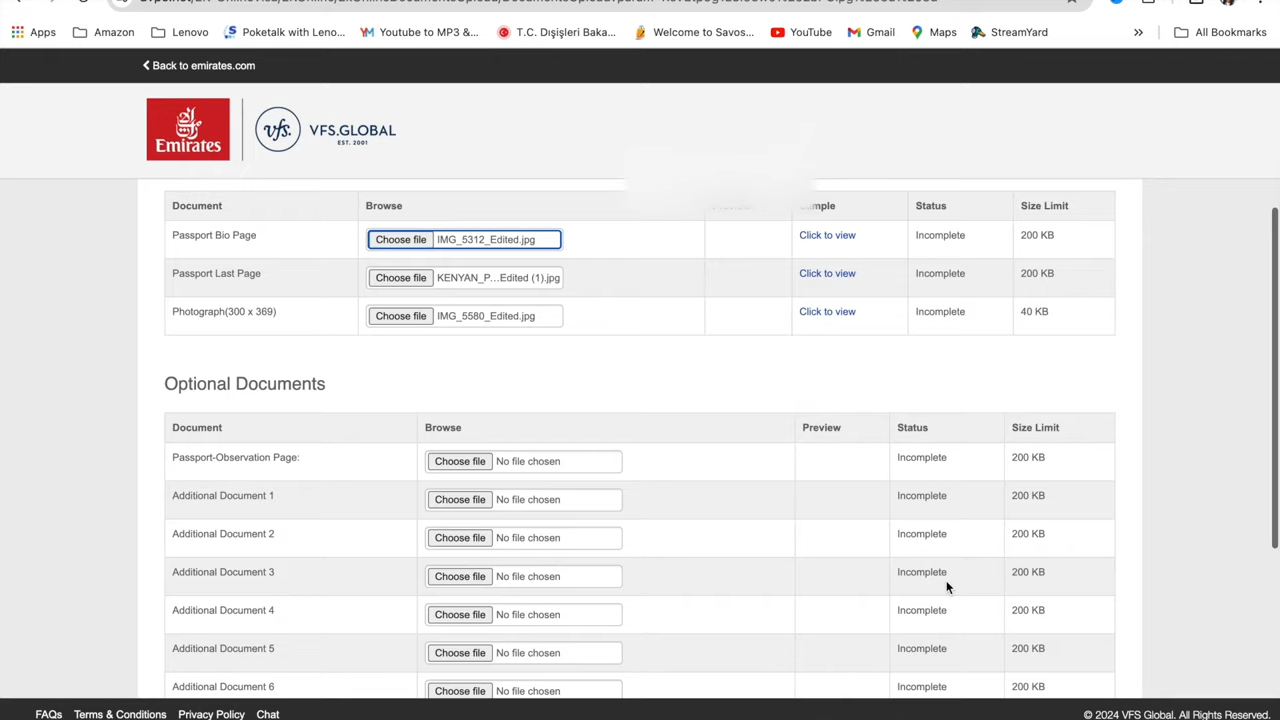 Apps Amazon Lenovo Poketalk with Leno... Youtube to MP3 &... T.C. Dışişleri Baka... Welcome to Savos... YouTube Gmail Maps StreamYard » All Bookmarks
Back to emirates.com
Emirates
vfs. VFS.GLOBAL
EST. 2001
Document Browse Status Size Limit
Passport Bio Page Choose file IMG_5312_Edited.jpg Click to view Incomplete 200 KB
Passport Last Page Choose file KENYAN_P...Edited (1).jpg Click to view Incomplete 200 KB
Photograph(300 x 369) Choose file IMG_5580_Edited.jpg Click to view Incomplete 40 KB
Optional Documents
Document Browse Preview Status Size Limit
Passport-Observation Page: Choose file No file chosen Incomplete 200 KB
Additional Document 1 Choose file No file chosen Incomplete 200 KB
Additional Document 2 Choose file No file chosen Incomplete 200 KB
Additional Document 3 Choose file No file chosen Incomplete 200 KB
Additional Document 4 Choose file No file chosen Incomplete 200 KB
Additional Document 5 Choose file No file chosen Incomplete 200 KB
Additional Document 6 Choose file No file chosen Incomplete 200 KB
FAQs Terms & Conditions Privacy Policy Chat © 2024 VFS Global. All Rights Reserved.